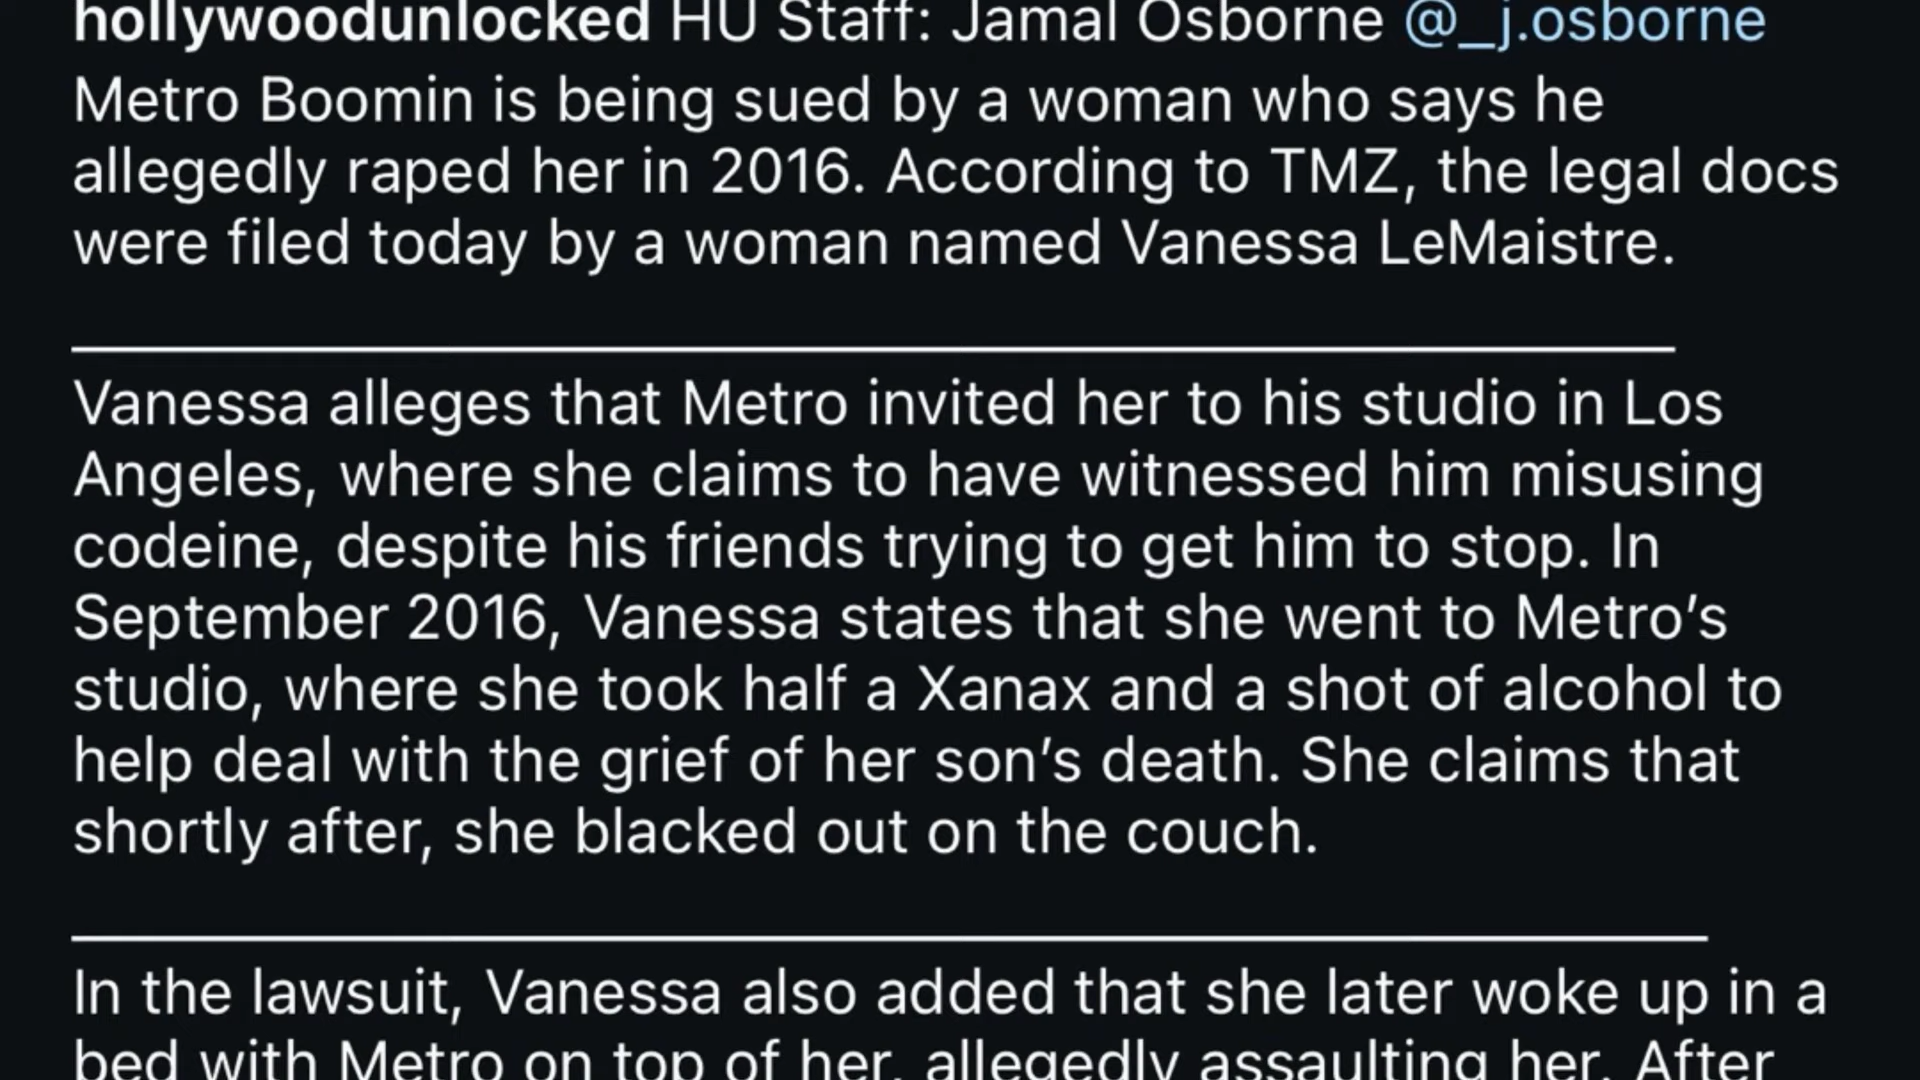 hollywoodunlocked HU Staff: Jamal Osborne @_j.osborne
Metro Boomin is being sued by a woman who says he
allegedly raped her in 2016. According to TMZ, the legal docs
were filed today by a woman named Vanessa LeMaistre.
Vanessa alleges that Metro invited her to his studio in Los
Angeles, where she claims to have witnessed him misusing
codeine, despite his friends trying to get him to stop. In
September 2016, Vanessa states that she went to Metro’s
studio, where she took half a Xanax and a shot of alcohol to
help deal with the grief of her son’s death. She claims that
shortly after, she blacked out on the couch.
In the lawsuit, Vanessa also added that she later woke up in a
bed with Metro on top of her, allegedly assaulting her. After